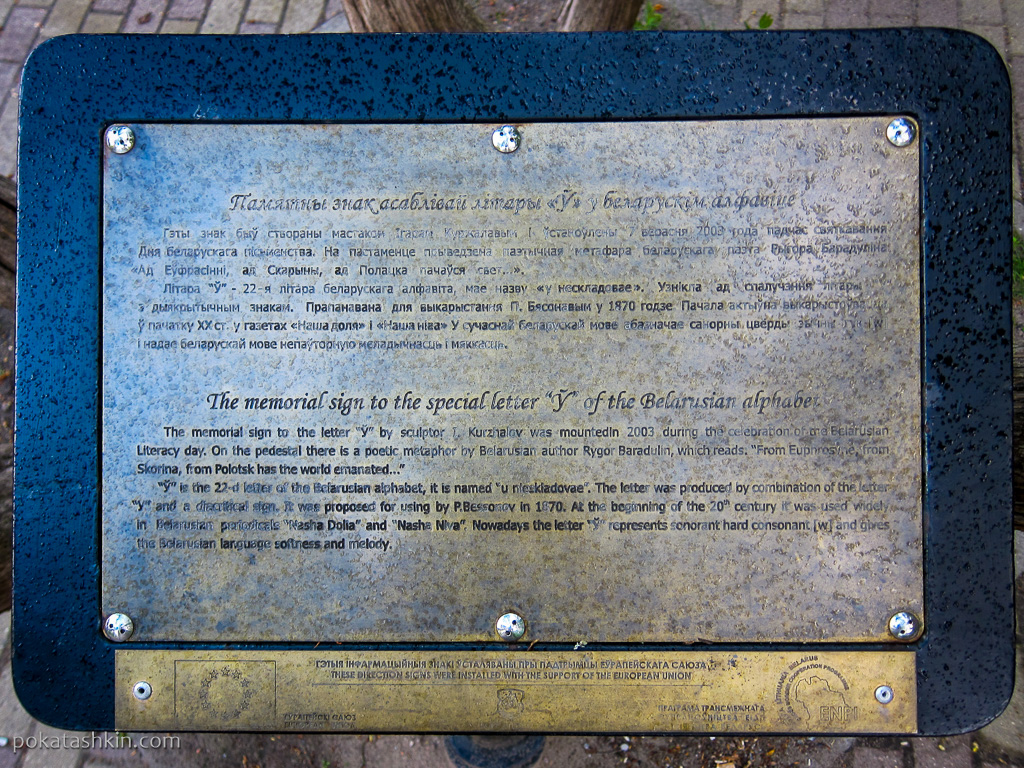 Памятны знак асаблівай літары «Ў» у беларускім алфавіце
Гэты знак быў створаны мастаком Ігарам Куржалавым і ўстаноўлены 7 верасня 2003 года падчас святкавання
Дня беларускага пісьменства. На пастаменце прыведзена паэтычная метафара беларускага паэта Рыгора Барадуліна
«Ад Еўфрасінні, ад Скарыны, ад Полацка пачаўся свет...».
Літара "Ў" - 22-я літара беларускага алфавіта, мае назву «у нескладовае». Узнікла ад спалучэння літары
з дыякрытычным знакам. Прапанавана для выкарыстання П. Бясонавым у 1870 годзе Пачала актыўна выкарыстоўвацца
ў пачатку XX ст. у газетах «Наша доля» і «Наша ніва» У сучаснай беларускай мове абазначае санорны цвёрды зычны гук
і надае беларускай мове непаўторную меладычнасць і мяккасць.
The memorial sign to the special letter "Ў" of the Belarusian alphabet
The memorial sign to the letter "Ў" by sculptor I. Kurzhalov was mountedin 2003 during the celebration of the Belarusian
Literacy day. On the pedestal there is a poetic metaphor by Belarusian author Rygor Baradulin, which reads: "From Euphrosyne, from
Skorina, from Polotsk has the world emanated..."
"Ў" is the 22-d letter of the Belarusian alphabet, it is named "u nieskladovae". The letter was produced by combination of the letter
"У" and a diacritical sign. It was proposed for using by P.Bessonov in 1870. At the beginning of the 20th century it was used widely
in Belarusian periodicals "Nasha Dolia" and "Nasha Niva". Nowadays the letter "Ў" represents sonorant hard consonant [w] and gives
the Belarusian language softness and melody.
ГЭТЫЯ ІНФАРМАЦЫЙНЫЯ ЗНАКІ ЎСТАЛЯВАНЫ ПРЫ ПАДТРЫМЦЫ ЕЎРАПЕЙСКАГА САЮЗА
THESE DIRECTION SIGNS WERE INSTALLED WITH THE SUPPORT OF THE EUROPEAN UNION
ЕЎРАПЕЙСКІ САЮЗ
ПРАГРАМА ТРАНСМЕЖНАГА
ENPI
pokatashkin.com